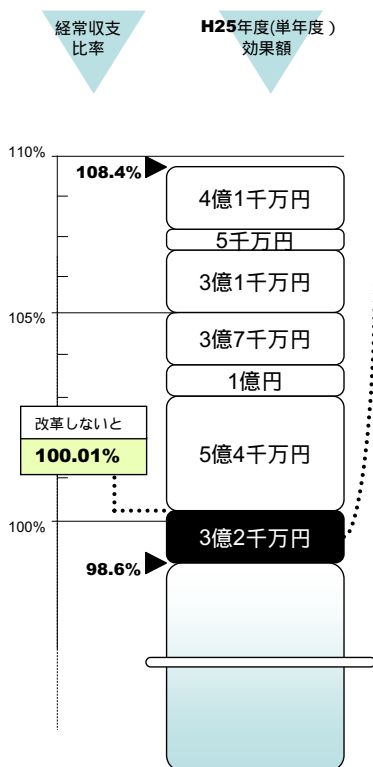 経常収支
比率
H25年度(単年度）
効果額
110%
108.4%
4億1千万円
5千万円
3億1千万円
105%
3億7千万円
1億円
改革しないと
100.01%
5億4千万円
100%
3億2千万円
98.6%